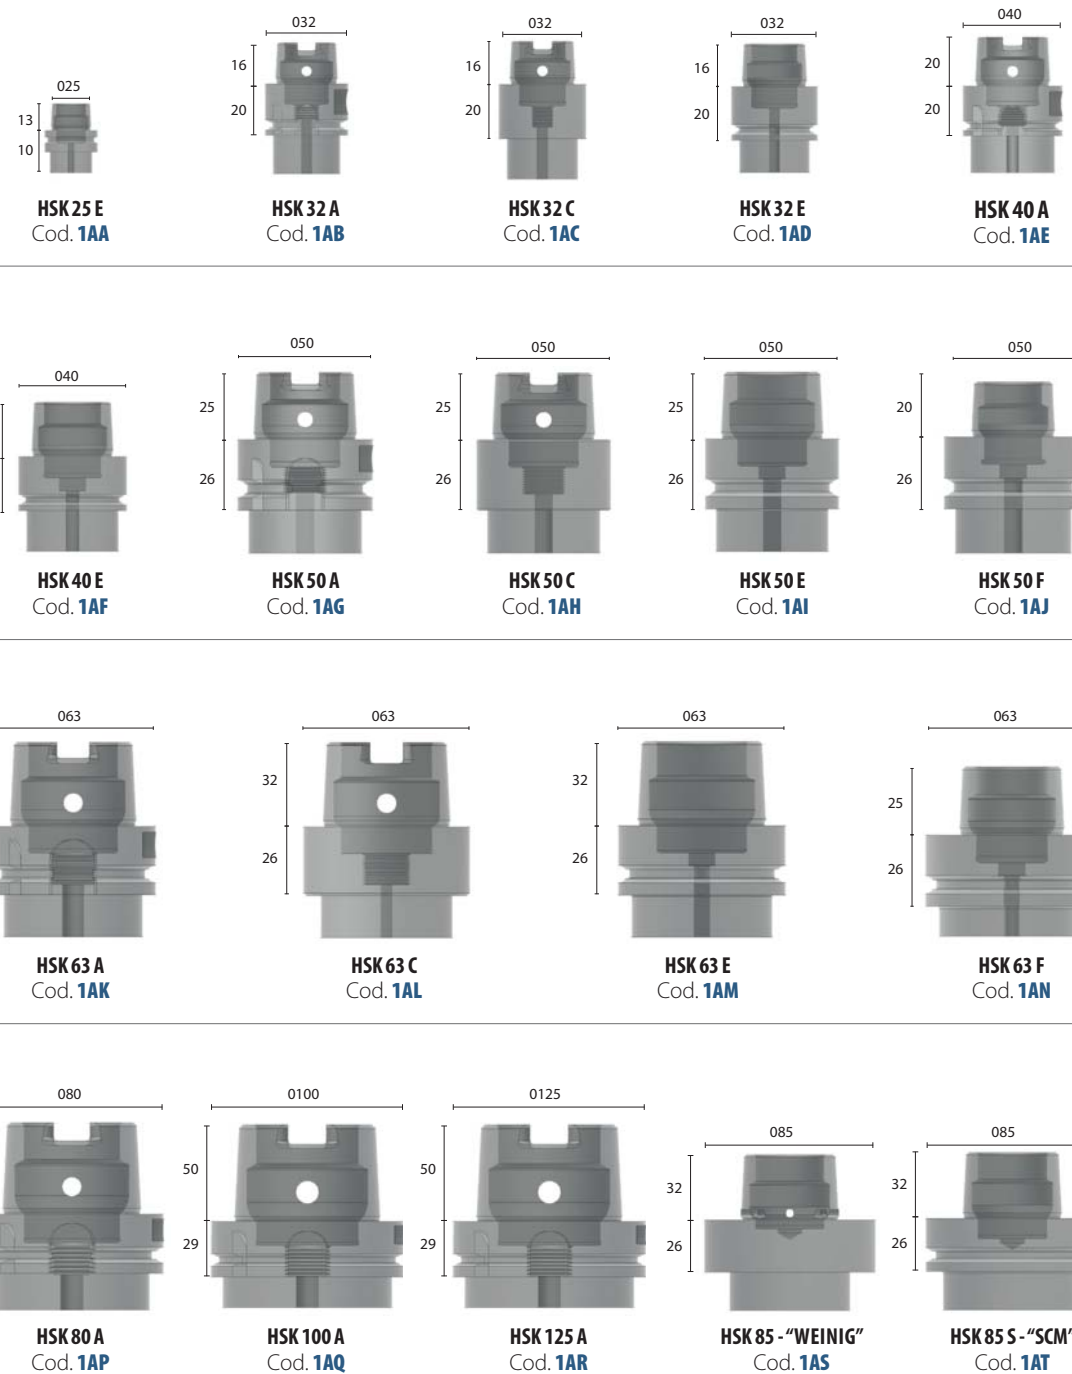 025
13
10
HSK 25 E
Cod. 1AA
032
16
20
HSK 32 A
Cod. 1AB
032
16
20
HSK 32 C
Cod. 1AC
032
16
20
HSK 32 E
Cod. 1AD
040
20
20
HSK 40 A
Cod. 1AE
040
HSK 40 E
Cod. 1AF
050
25
26
HSK 50 A
Cod. 1AG
050
25
26
HSK 50 C
Cod. 1AH
050
25
26
HSK 50 E
Cod. 1AI
050
20
26
HSK 50 F
Cod. 1AJ
063
HSK 63 A
Cod. 1AK
063
32
26
HSK 63 C
Cod. 1AL
063
32
26
HSK 63 E
Cod. 1AM
063
25
26
HSK 63 F
Cod. 1AN
080
HSK 80 A
Cod. 1AP
0100
50
29
HSK 100 A
Cod. 1AQ
0125
50
29
HSK 125 A
Cod. 1AR
085
32
26
HSK 85 - “WEINIG”
Cod. 1AS
085
32
26
HSK 85 S - “SCM”
Cod. 1AT